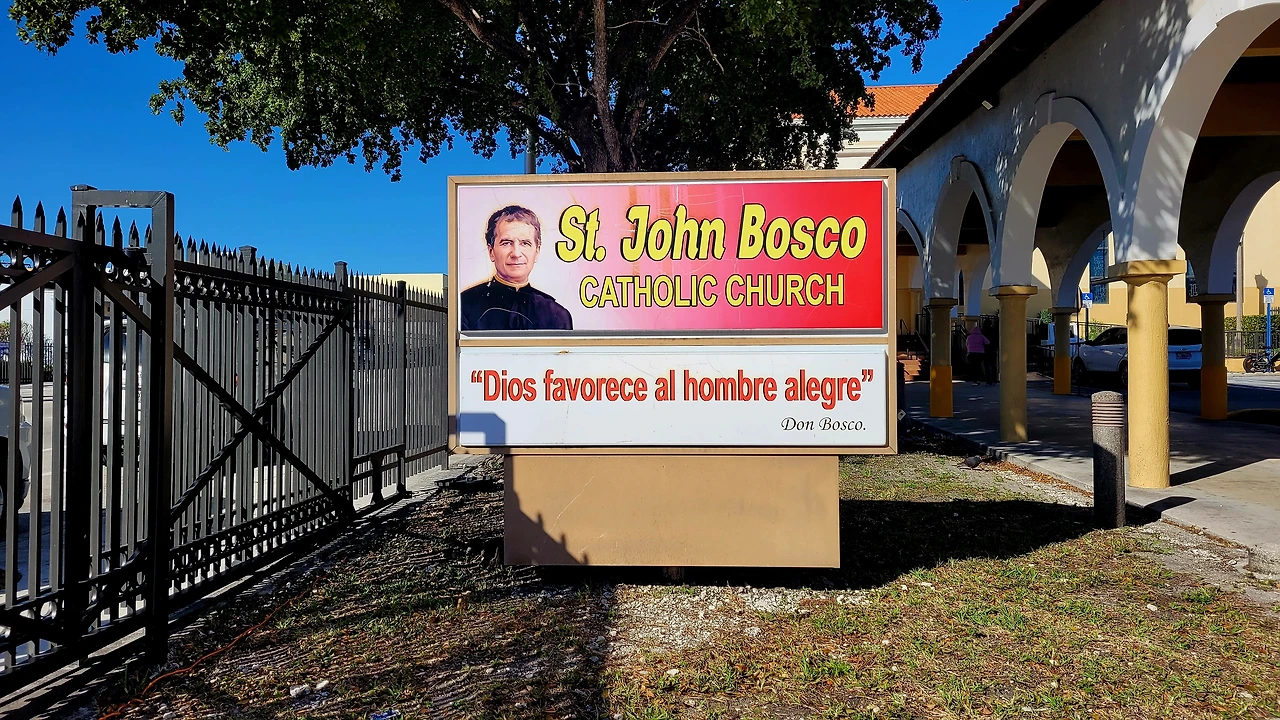 St. John Bosco
CATHOLIC CHURCH
“Dios favorece al hombre alegre”
Don Bosco.